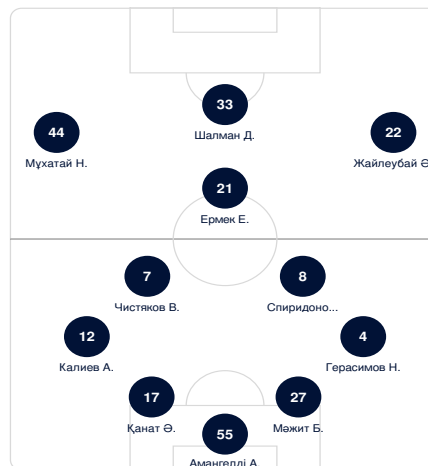 33
Шалман Д.
44
Мұхатай Н.
22
Жайлеубай Ә
21
Ермек Е.
7
Чистяков В.
8
Спиридоно...
12
Калиев А.
4
Герасимов Н.
17
Қанат Ә.
27
Мәжит Б.
55
Амангелді А.